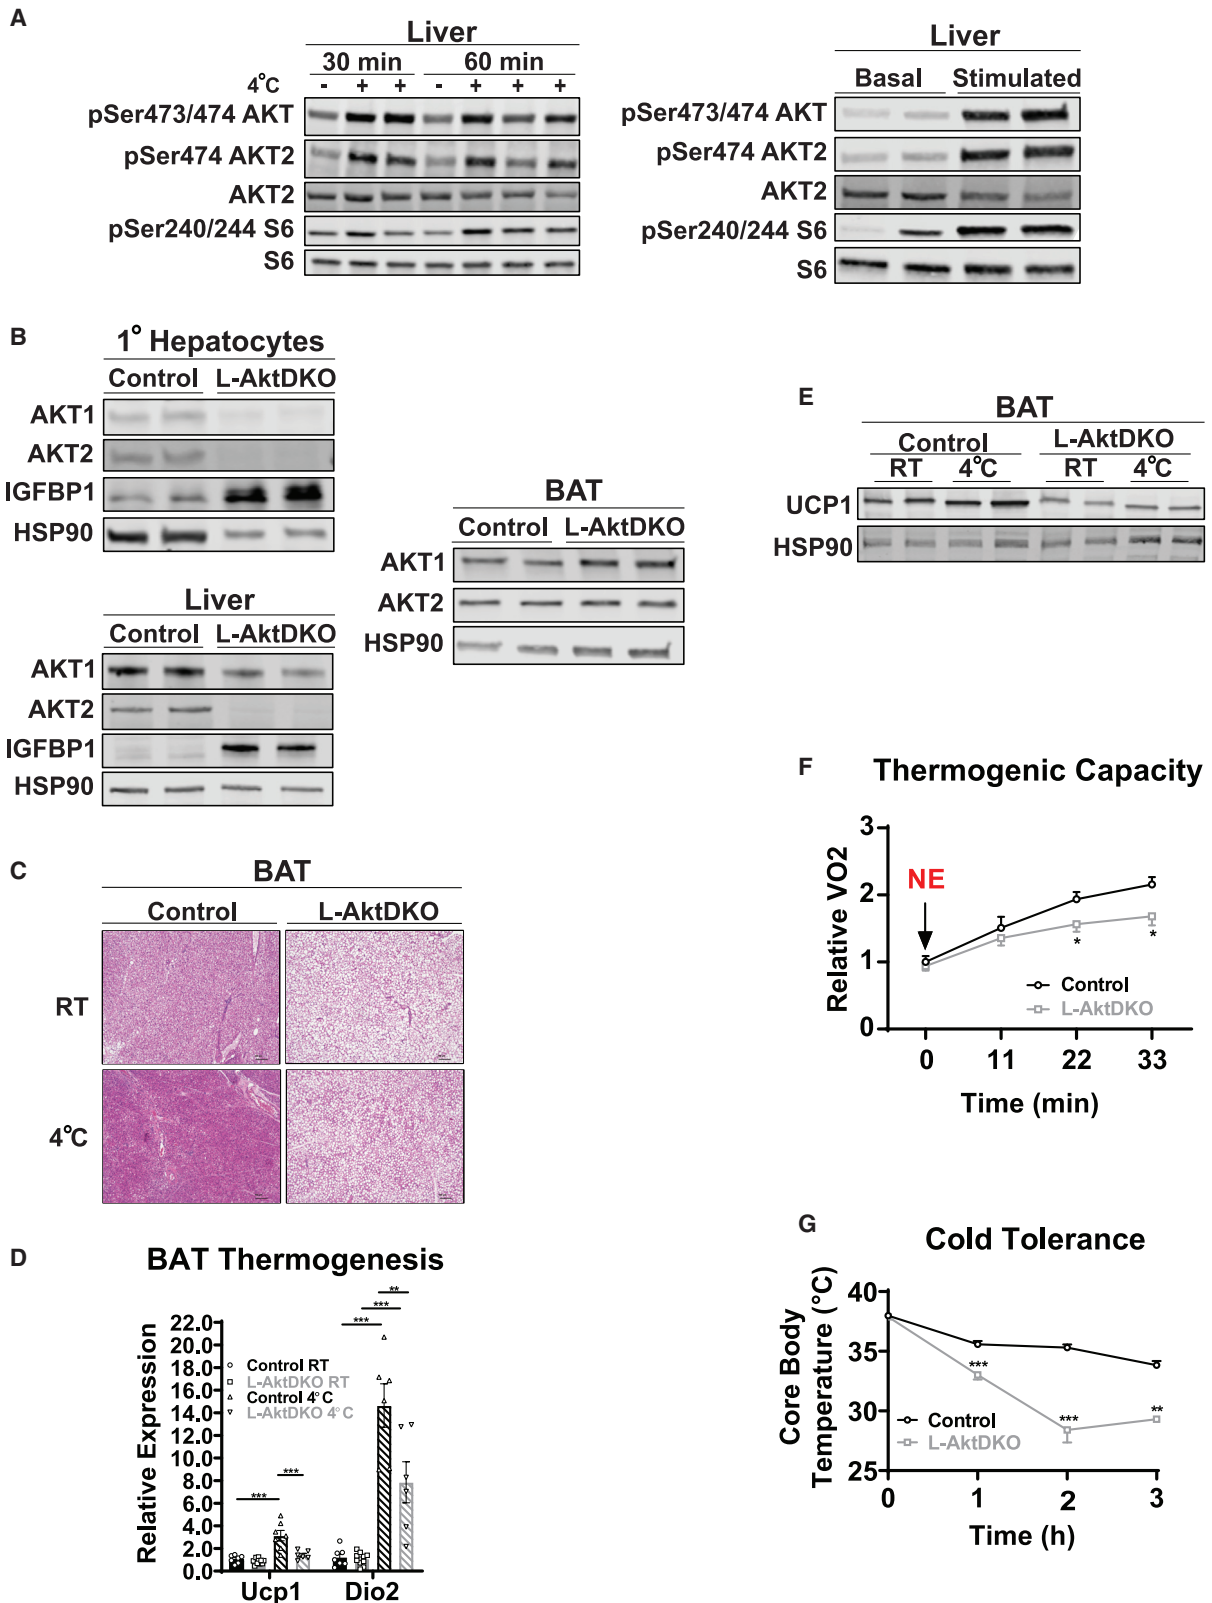 A
Liver
30 min 60 min
4°C - + + - + + +
pSer473/474 AKT
pSer474 AKT2
AKT2
pSer240/244 S6
S6
Liver
Basal Stimulated
pSer473/474 AKT
pSer474 AKT2
AKT2
pSer240/244 S6
S6
B
1° Hepatocytes
Control L-AktDKO
AKT1
AKT2
IGFBP1
HSP90
Liver
Control L-AktDKO
AKT1
AKT2
IGFBP1
HSP90
BAT
Control L-AktDKO
AKT1
AKT2
HSP90
C
BAT
Control L-AktDKO
RT
4°C
D
BAT Thermogenesis
Relative Expression
22.0
20.0
18.0
16.0
14.0
12.0
10.0
8.0
6.0
4.0
2.0
0.0
Control RT
L-AktDKO RT
Control 4°C
L-AktDKO 4°C
*** *** *** *** **
Ucp1 Dio2
E
BAT
Control L-AktDKO
RT 4°C RT 4°C
UCP1
HSP90
F
Thermogenic Capacity
Relative VO2
3
2
1
0
NE
* *
Control
L-AktDKO
0 11 22 33
Time (min)
G
Cold Tolerance
Core Body
Temperature (°C)
40
35
30
25
*** *** **
Control
L-AktDKO
0 1 2 3
Time (h)